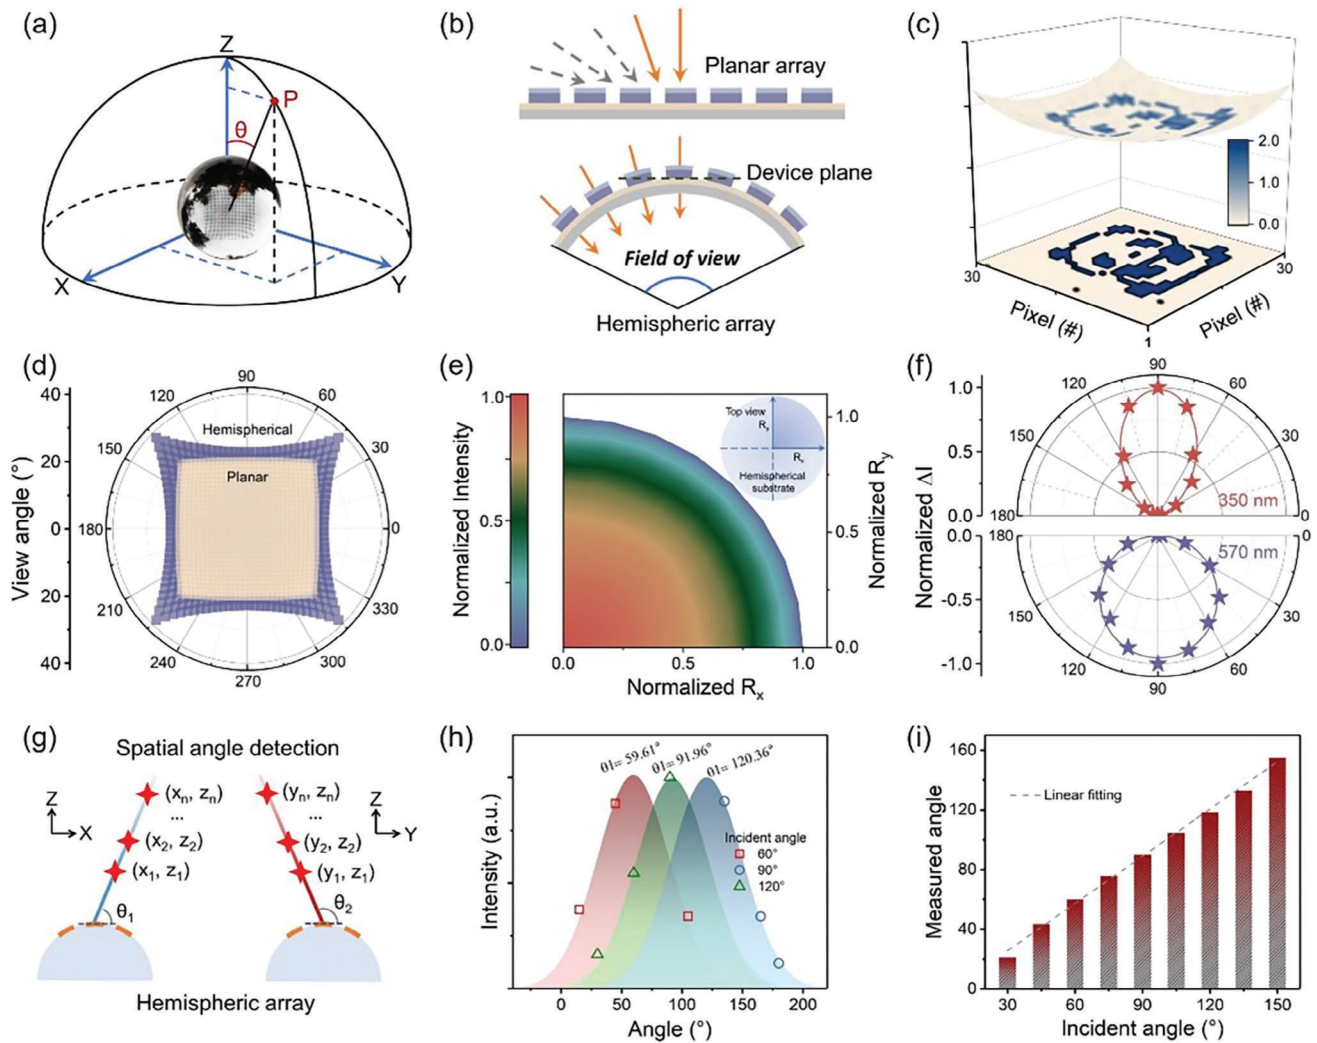 (a)
Z
P
θ
X
Y
(b)
Planar array
Device plane
Field of view
Hemispheric array
(c)
2.0
1.0
0.0
30
30
Pixel (#)
Pixel (#)
1
(d)
View angle (°)
40
20
0
20
40
90
120
60
150
30
180
0
210
330
240
300
270
Hemispherical
Planar
(e)
Normalized Intensity
1.0
0.5
0.0
Top view
Ry
Rx
Hemispherical
substrate
1.0
0.5
0.0
Normalized Ry
0.0
0.5
1.0
Normalized Rx
(f)
Normalized ΔI
1.0
0.5
0.0
0.0
-0.5
-1.0
90
120
60
150
30
180
0
350 nm
180
0
570 nm
150
30
120
60
90
(g)
Spatial angle detection
Z
X
(xn, zn)
...
(x2, z2)
(x1, z1)
θ1
(yn, zn)
...
(y2, z2)
(y1, z1)
θ2
Z
Y
Hemispheric array
(h)
Intensity (a.u.)
θ1= 59.61°
θ1= 91.96°
θ1= 120.36°
Incident angle
60°
90°
120°
0
50
100
150
200
Angle (°)
(i)
Measured angle
160
120
80
40
0
Linear fitting
30
60
90
120
150
Incident angle (°)